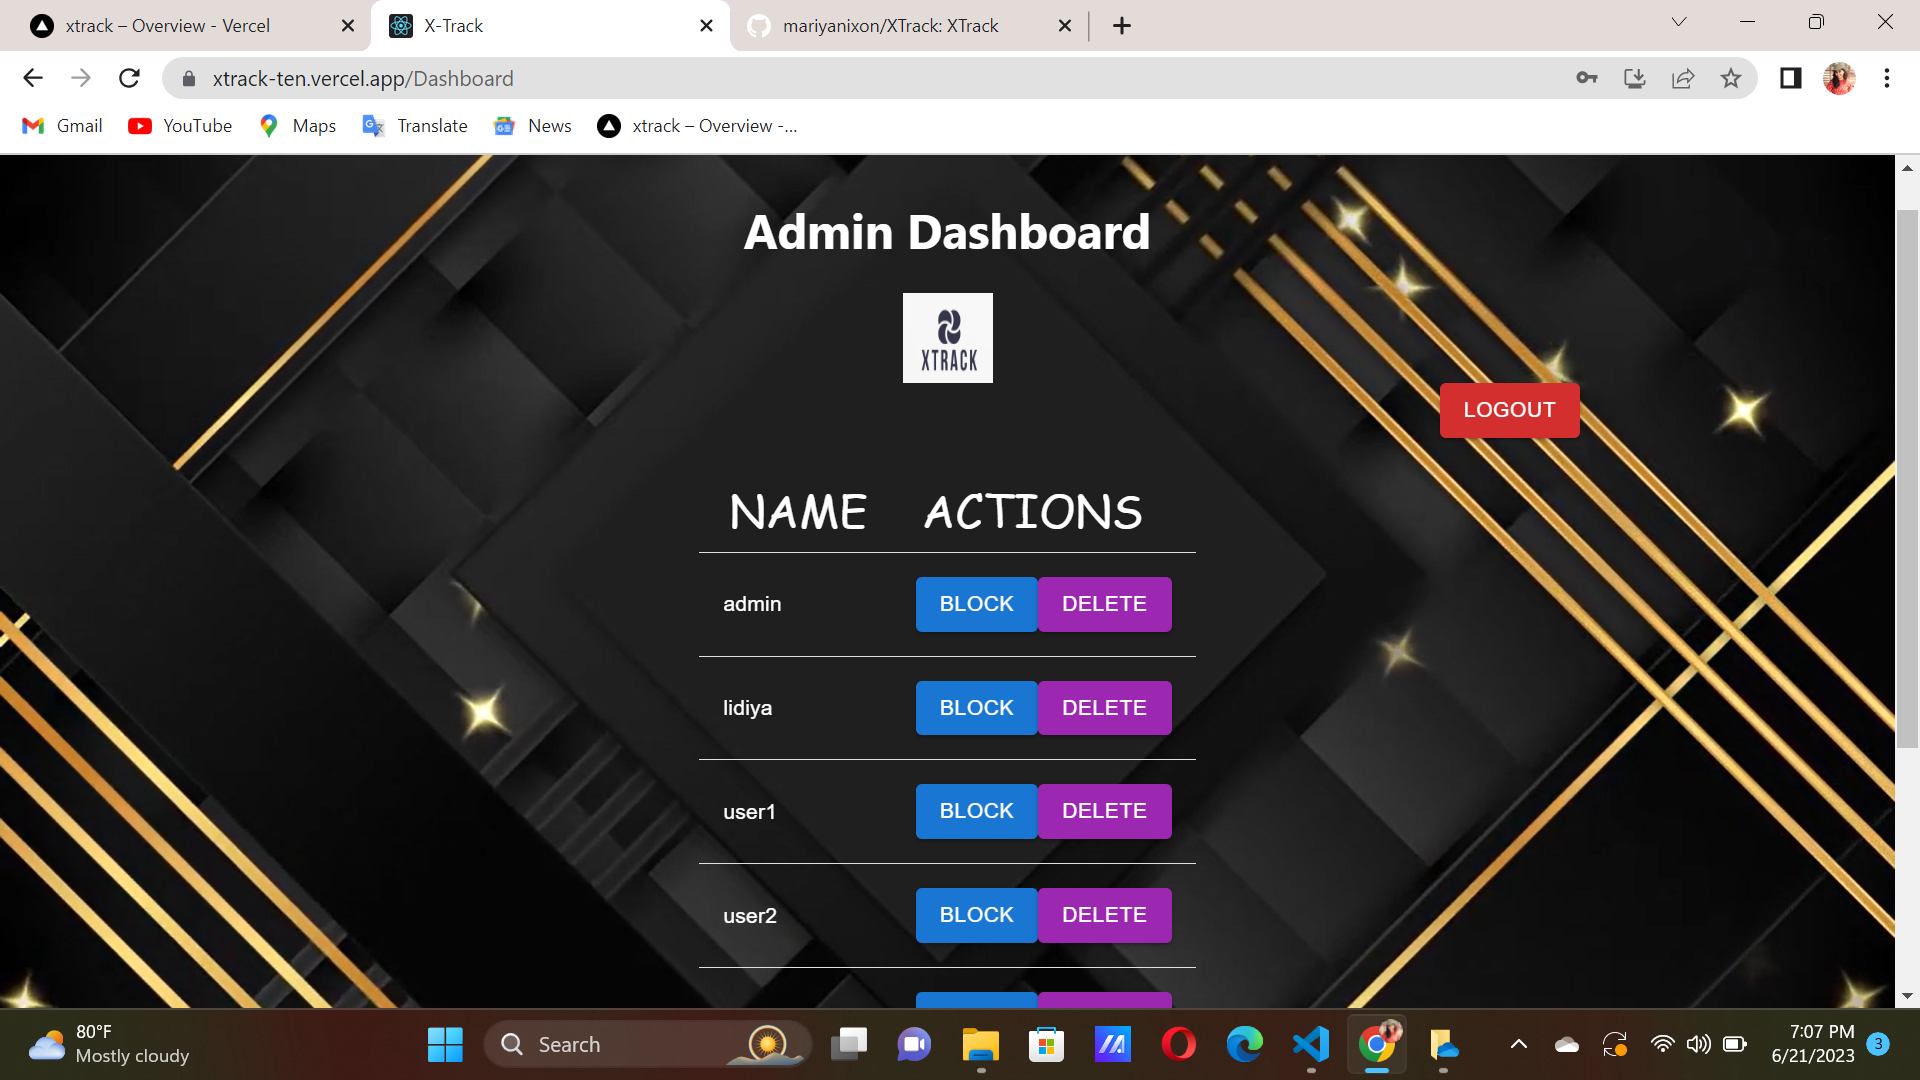 xtrack – Overview - Vercel
X-Track
mariyanixon/XTrack: XTrack
xtrack-ten.vercel.app/Dashboard
Gmail
YouTube
Maps
Translate
News
xtrack – Overview -...
Admin Dashboard
XTRACK
LOGOUT
NAME ACTIONS
admin BLOCK DELETE
lidiya BLOCK DELETE
user1 BLOCK DELETE
user2 BLOCK DELETE
80°F
Mostly cloudy
Search
7:07 PM
6/21/2023
3